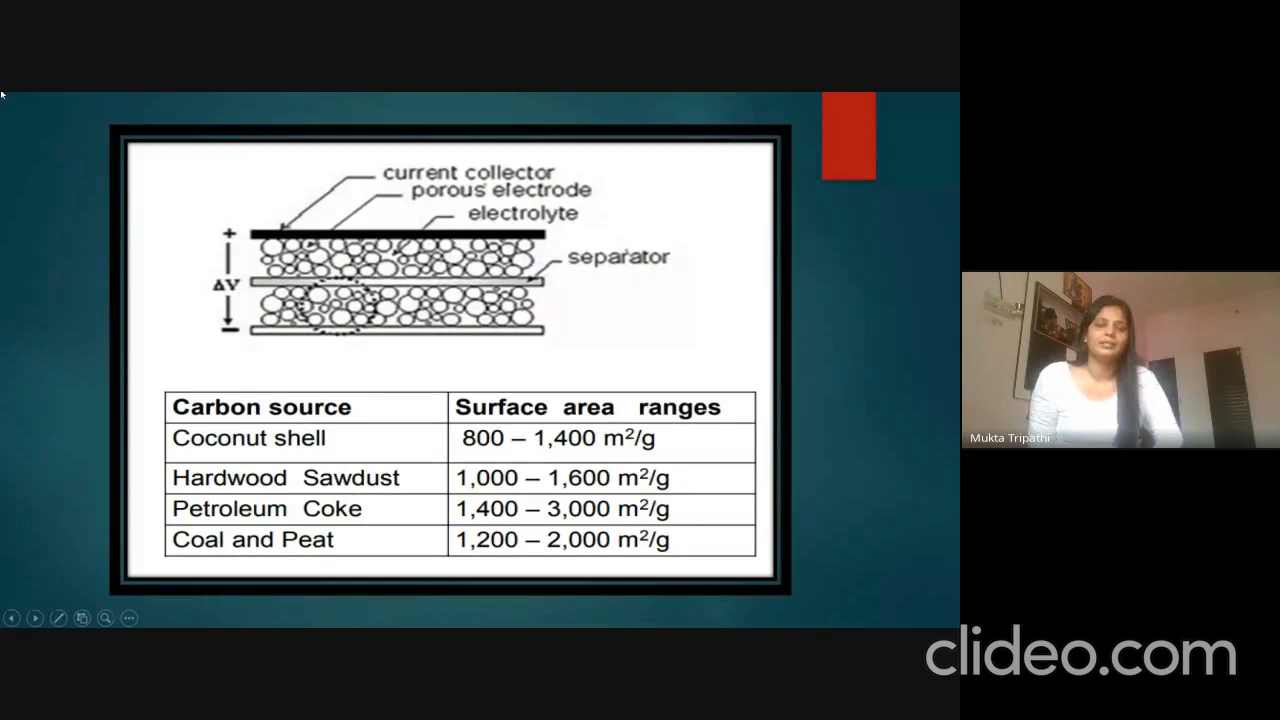 current collector
porous electrode
electrolyte
+
separator
ΔV
Carbon source Surface area ranges
Coconut shell 800 – 1,400 m²/g
Hardwood Sawdust 1,000 – 1,600 m²/g
Petroleum Coke 1,400 – 3,000 m²/g
Coal and Peat 1,200 – 2,000 m²/g
Mukta Tripathi
clideo.com